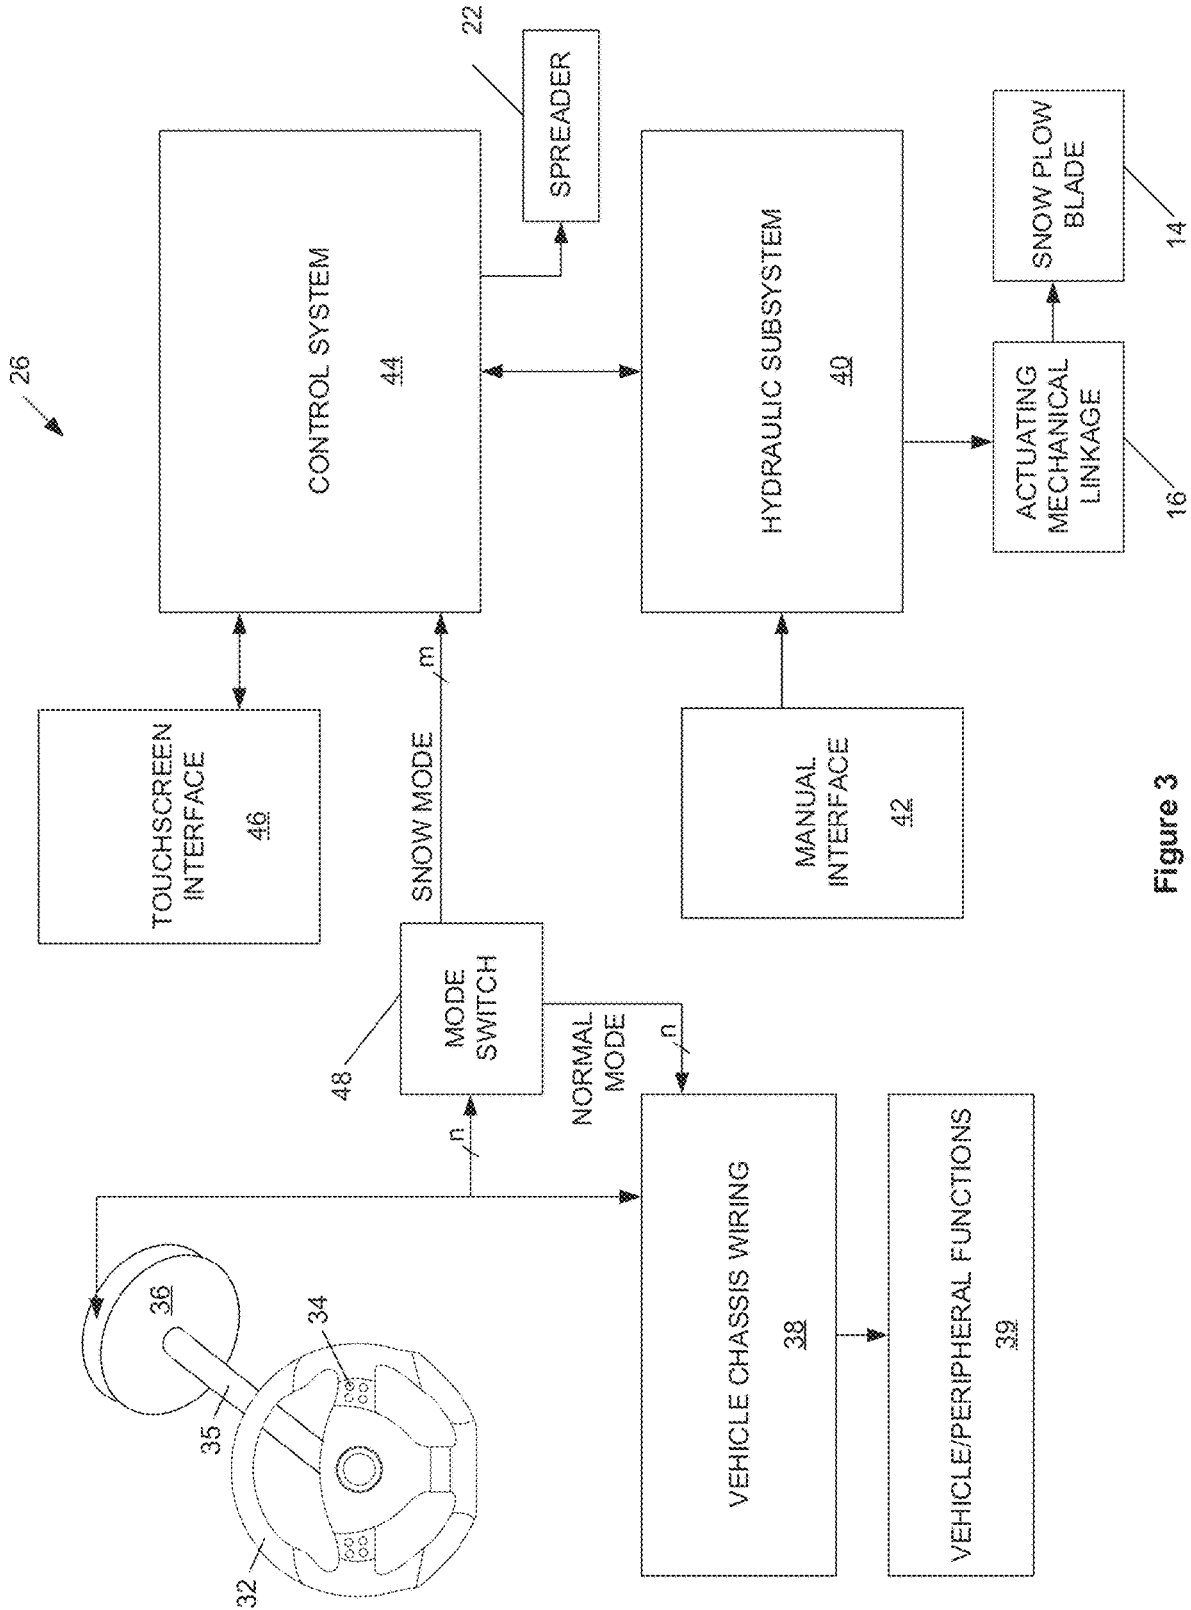 26
22
32
35
36
34
48
TOUCHSCREEN
INTERFACE
46
CONTROL SYSTEM
44
SPREADER
SNOW MODE
m
MODE
SWITCH
n
NORMAL
MODE
n
VEHICLE CHASSIS WIRING
38
VEHICLE/PERIPHERAL FUNCTIONS
39
MANUAL
INTERFACE
42
HYDRAULIC SUBSYSTEM
40
ACTUATING
MECHANICAL
LINKAGE
16
SNOW PLOW
BLADE
14
Figure 3